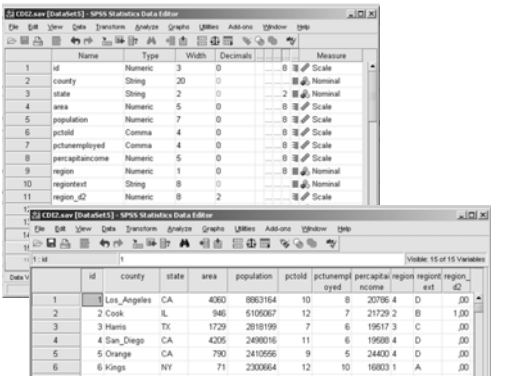 CDI2.sav [DataSet5] - SPSS Statistics Data Editor
File Edit View Data Transform Analyze Graphs Utilities Add-ons Window Help
Name Type Width Decimals Measure
1 id Numeric 3 0 8 Scale
2 county String 20 0 Nominal
3 state String 2 0 2 Nominal
4 area Numeric 5 0 8 Scale
5 population Numeric 7 0 8 Scale
6 pctold Comma 4 0 8 Scale
7 pctunemployed Comma 4 0 8 Scale
8 percapitaincome Numeric 5 0 8 Scale
9 region Numeric 1 0 8 Scale
10 regiontext String 8 0 Nominal
11 region_d2 Numeric 8 2 Scale
CDI2.sav [DataSet5] - SPSS Statistics Data Editor
File Edit View Data Transform Analyze Graphs Utilities Add-ons Window Help
1 : id 1 Visible: 15 of 15 Variables
id county state area population pctold pctunempl percapitai region regiont region_
oyed ncome ext d2
1 1 Los_Angeles CA 4060 8863164 10 8 20786 4 D ,00
2 2 Cook IL 946 5105067 12 7 21729 2 B 1,00
3 3 Harris TX 1729 2818199 7 6 19517 3 C ,00
4 4 San_Diego CA 4205 2498016 11 6 19588 4 D ,00
5 5 Orange CA 790 2410556 9 5 24400 4 D ,00
6 6 Kings NY 71 2300664 12 10 16803 1 A ,00